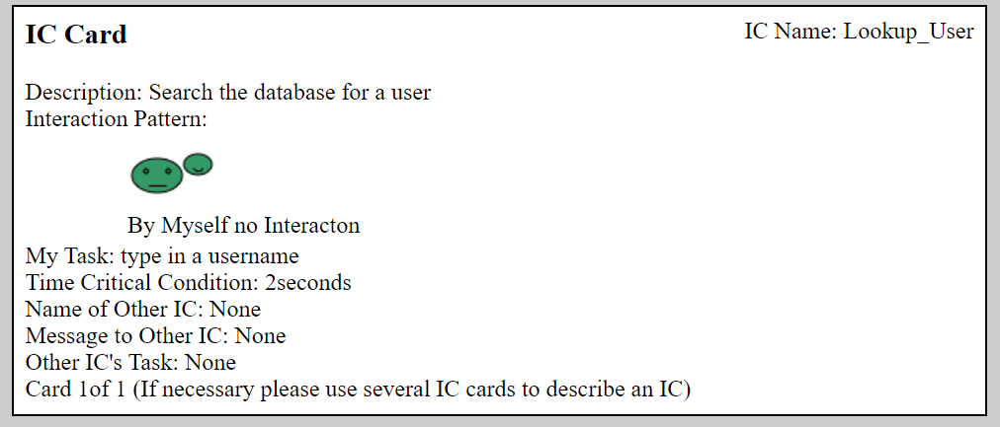 IC Card
IC Name: Lookup_User
Description: Search the database for a user
Interaction Pattern:
By Myself no Interacton
My Task: type in a username
Time Critical Condition: 2seconds
Name of Other IC: None
Message to Other IC: None
Other IC's Task: None
Card 1of 1 (If necessary please use several IC cards to describe an IC)